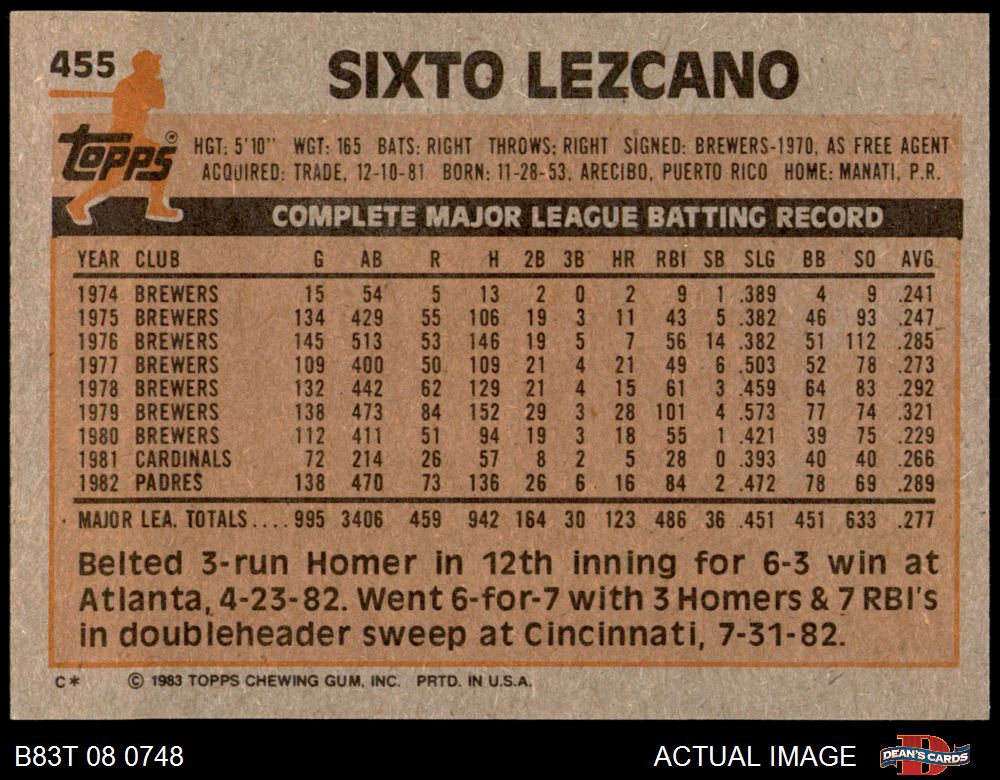 455 SIXTO LEZCANO
topps® HGT: 5'10" WGT: 165 BATS: RIGHT THROWS: RIGHT SIGNED: BREWERS-1970, AS FREE AGENT
ACQUIRED: TRADE, 12-10-81 BORN: 11-28-53, ARECIBO, PUERTO RICO HOME: MANATI, P.R.
COMPLETE MAJOR LEAGUE BATTING RECORD
YEAR CLUB G AB R H 2B 3B HR RBI SB SLG BB SO AVG.
1974 BREWERS 15 54 5 13 2 0 2 9 1 .389 4 9 .241
1975 BREWERS 134 429 55 106 19 3 11 43 5 .382 46 93 .247
1976 BREWERS 145 513 53 146 19 5 7 56 14 .382 51 112 .285
1977 BREWERS 109 400 50 109 21 4 21 49 6 .503 52 78 .273
1978 BREWERS 132 442 62 129 21 4 15 61 3 .459 64 83 .292
1979 BREWERS 138 473 84 152 29 3 28 101 4 .573 77 74 .321
1980 BREWERS 112 411 51 94 19 3 18 55 1 .421 39 75 .229
1981 CARDINALS 72 214 26 57 8 2 5 28 0 .393 40 40 .266
1982 PADRES 138 470 73 136 26 6 16 84 2 .472 78 69 .289
MAJOR LEA. TOTALS.... 995 3406 459 942 164 30 123 486 36 .451 451 633 .277
Belted 3-run Homer in 12th inning for 6-3 win at
Atlanta, 4-23-82. Went 6-for-7 with 3 Homers & 7 RBI's
in doubleheader sweep at Cincinnati, 7-31-82.
C* © 1983 TOPPS CHEWING GUM, INC. PRTD. IN U.S.A.
B83T 08 0748 ACTUAL IMAGE DEAN'S CARDS